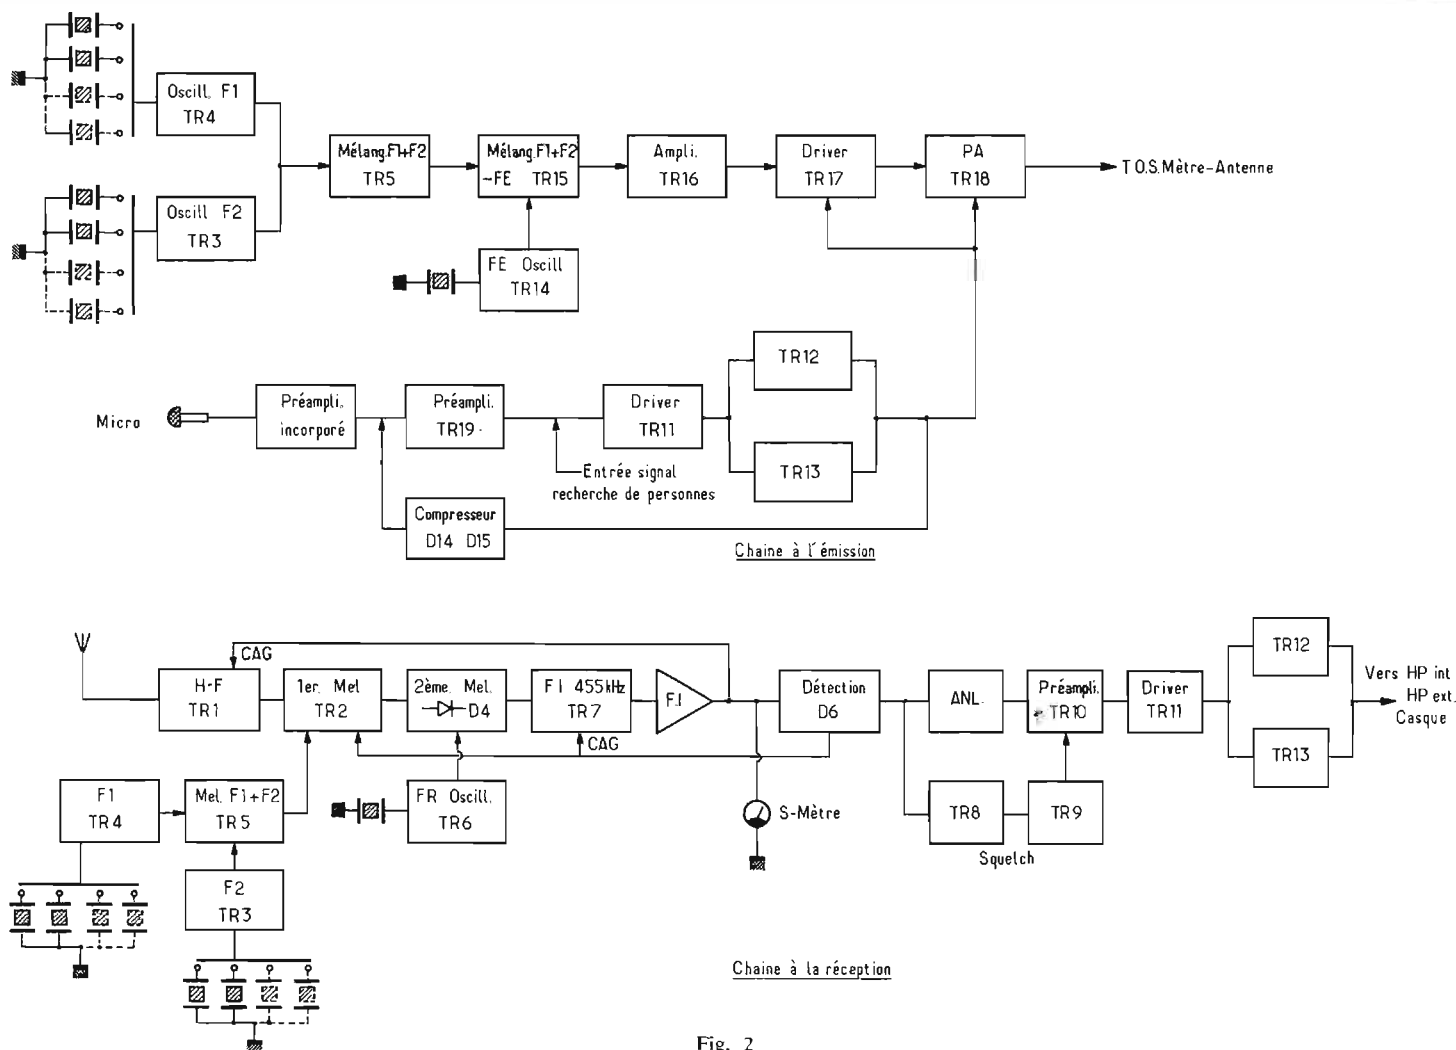 Oscill. F1
TR4
Oscill F2
TR3
Mélang.F1+F2
TR5
Mélang.F1+F2
-FE TR15
Ampli.
TR16
Driver
TR17
PA
TR18
T.O.S.Mètre-Antenne
FE Oscill
TR14
Micro
Préampli.
incorporé
Préampli.
TR19
Driver
TR11
TR12
TR13
Entrée signal
recherche de personnes
Compresseur
D14 D15
Chaine à l'émission
CAG
H-F
TR1
1er. Mel
TR2
2ème. Mel.
D4
F I 455kHz
TR7
F.I
CAG
Détection
D6
ANL.
Préampli.
TR10
Driver
TR11
TR12
TR13
Vers HP int
HP ext.
Casque
F1
TR4
Mel. F1+F2
TR5
FR Oscill.
TR6
S-Mètre
TR8
TR9
Squelch
F2
TR3
Chaine à la réception
Fig. 2